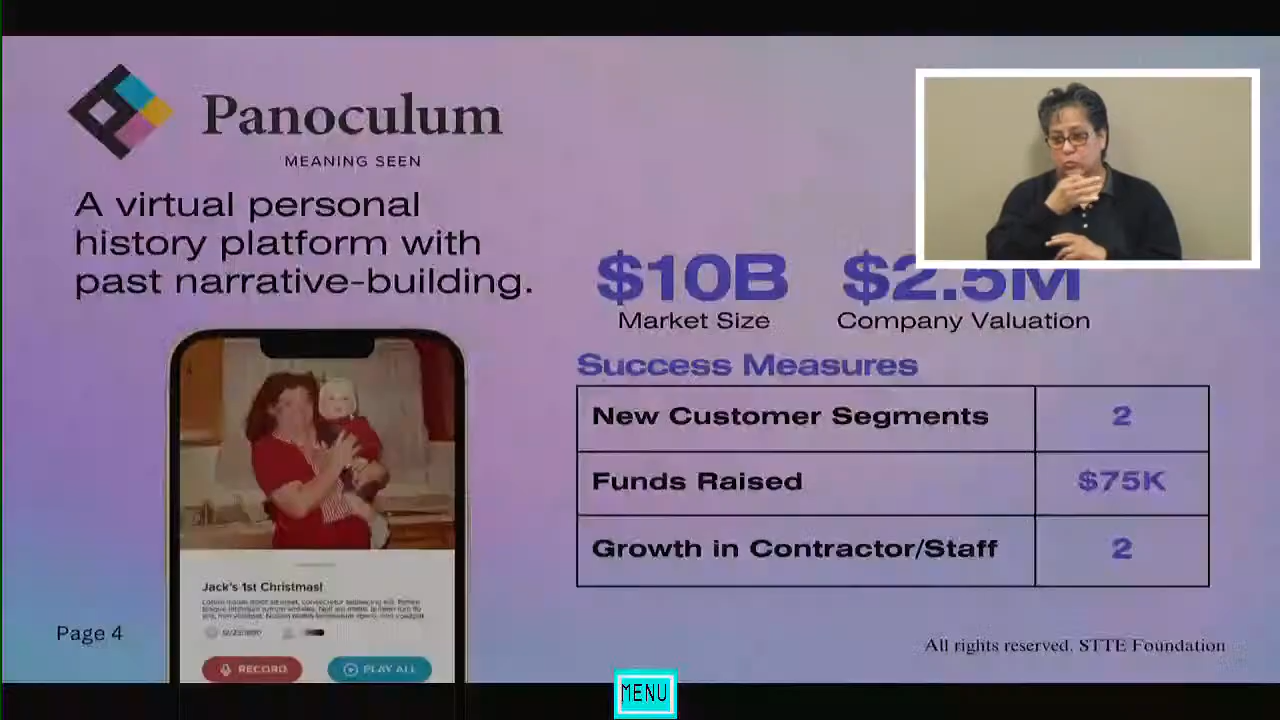 Panoculum
MEANING SEEN
A virtual personal
history platform with
past narrative-building.
$10B
Market Size
$2.5M
Company Valuation
Success Measures
New Customer Segments 2
Funds Raised $75K
Growth in Contractor/Staff 2
Jack's 1st Christmas!
RECORD PLAY ALL
Page 4
All rights reserved. STTE Foundation
MENU